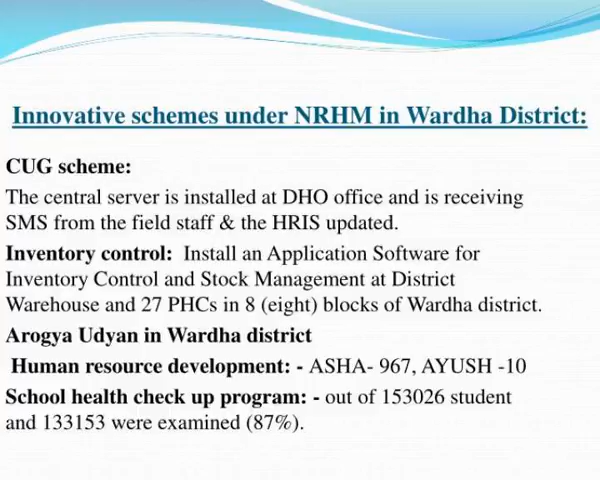 Innovative schemes under NRHM in Wardha District:
CUG scheme:
The central server is installed at DHO office and is receiving
SMS from the field staff & the HRIS updated.
Inventory control: Install an Application Software for
Inventory Control and Stock Management at District
Warehouse and 27 PHCs in 8 (eight) blocks of Wardha district.
Arogya Udyan in Wardha district
Human resource development: - ASHA- 967, AYUSH -10
School health check up program: - out of 153026 student
and 133153 were examined (87%).